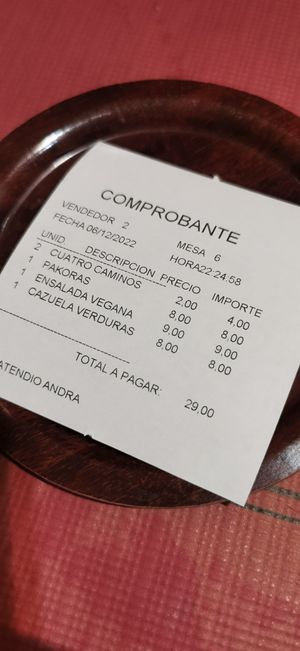 COMPROBANTE
VENDEDOR 2 MESA 6
FECHA 06/12/2022 HORA22:24:58
UNID DESCRIPCION PRECIO IMPORTE
2 CUATRO CAMINOS 2.00 4.00
1 PAKORAS 8.00 8.00
1 ENSALADA VEGANA 9.00 9.00
1 CAZUELA VERDURAS 8.00 8.00
TOTAL A PAGAR: 29,00
ATENDIO ANDRA